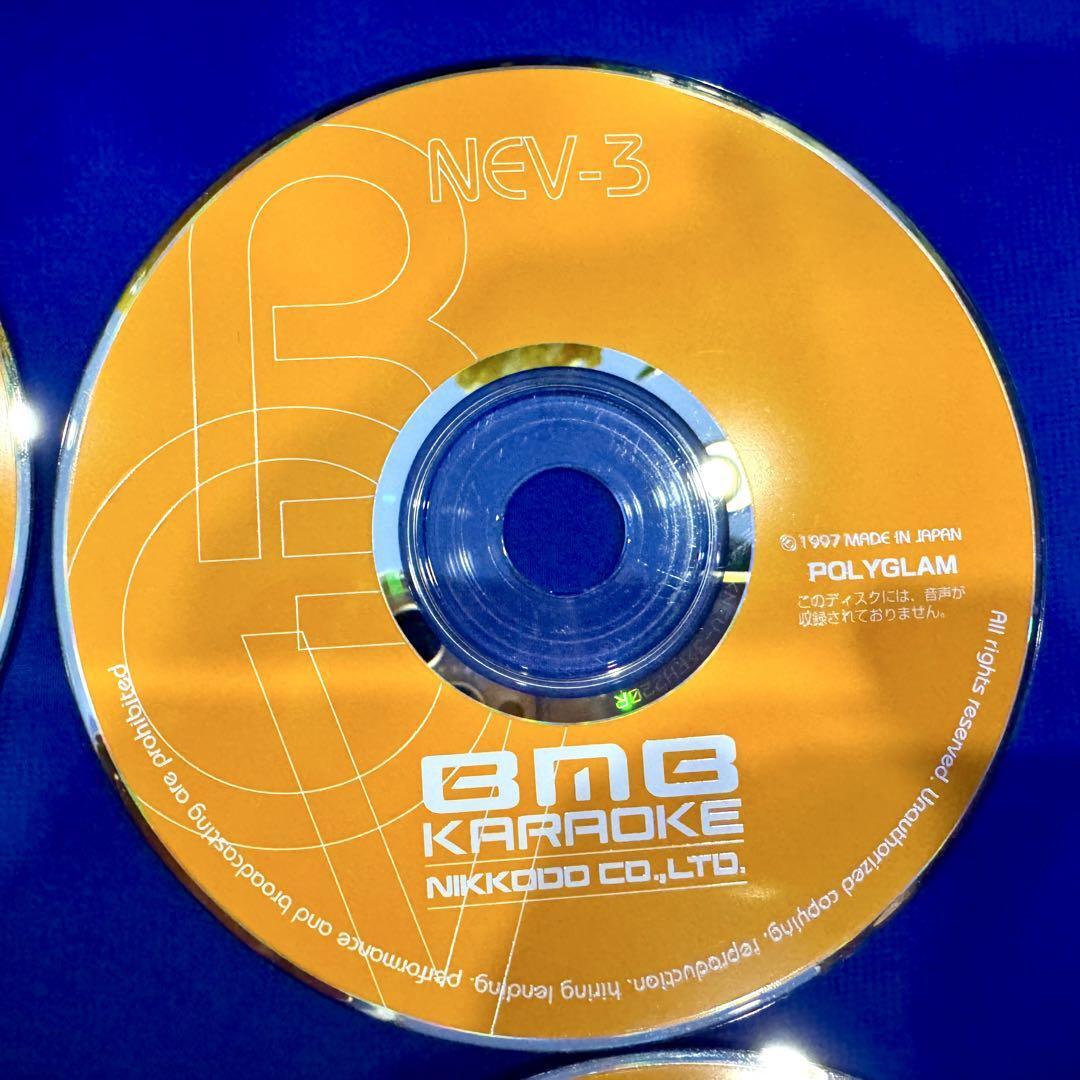 NEV-3
℗1997 MADE IN JAPAN
POLYGLAM
このディスクには、音声が
収録されておりません。
BMB
KARAOKE
NIKKODO CO.,LTD.
All rights reserved. Unauthorized copying. reproduction. hiring lending. performance and broadcasting are prohibited